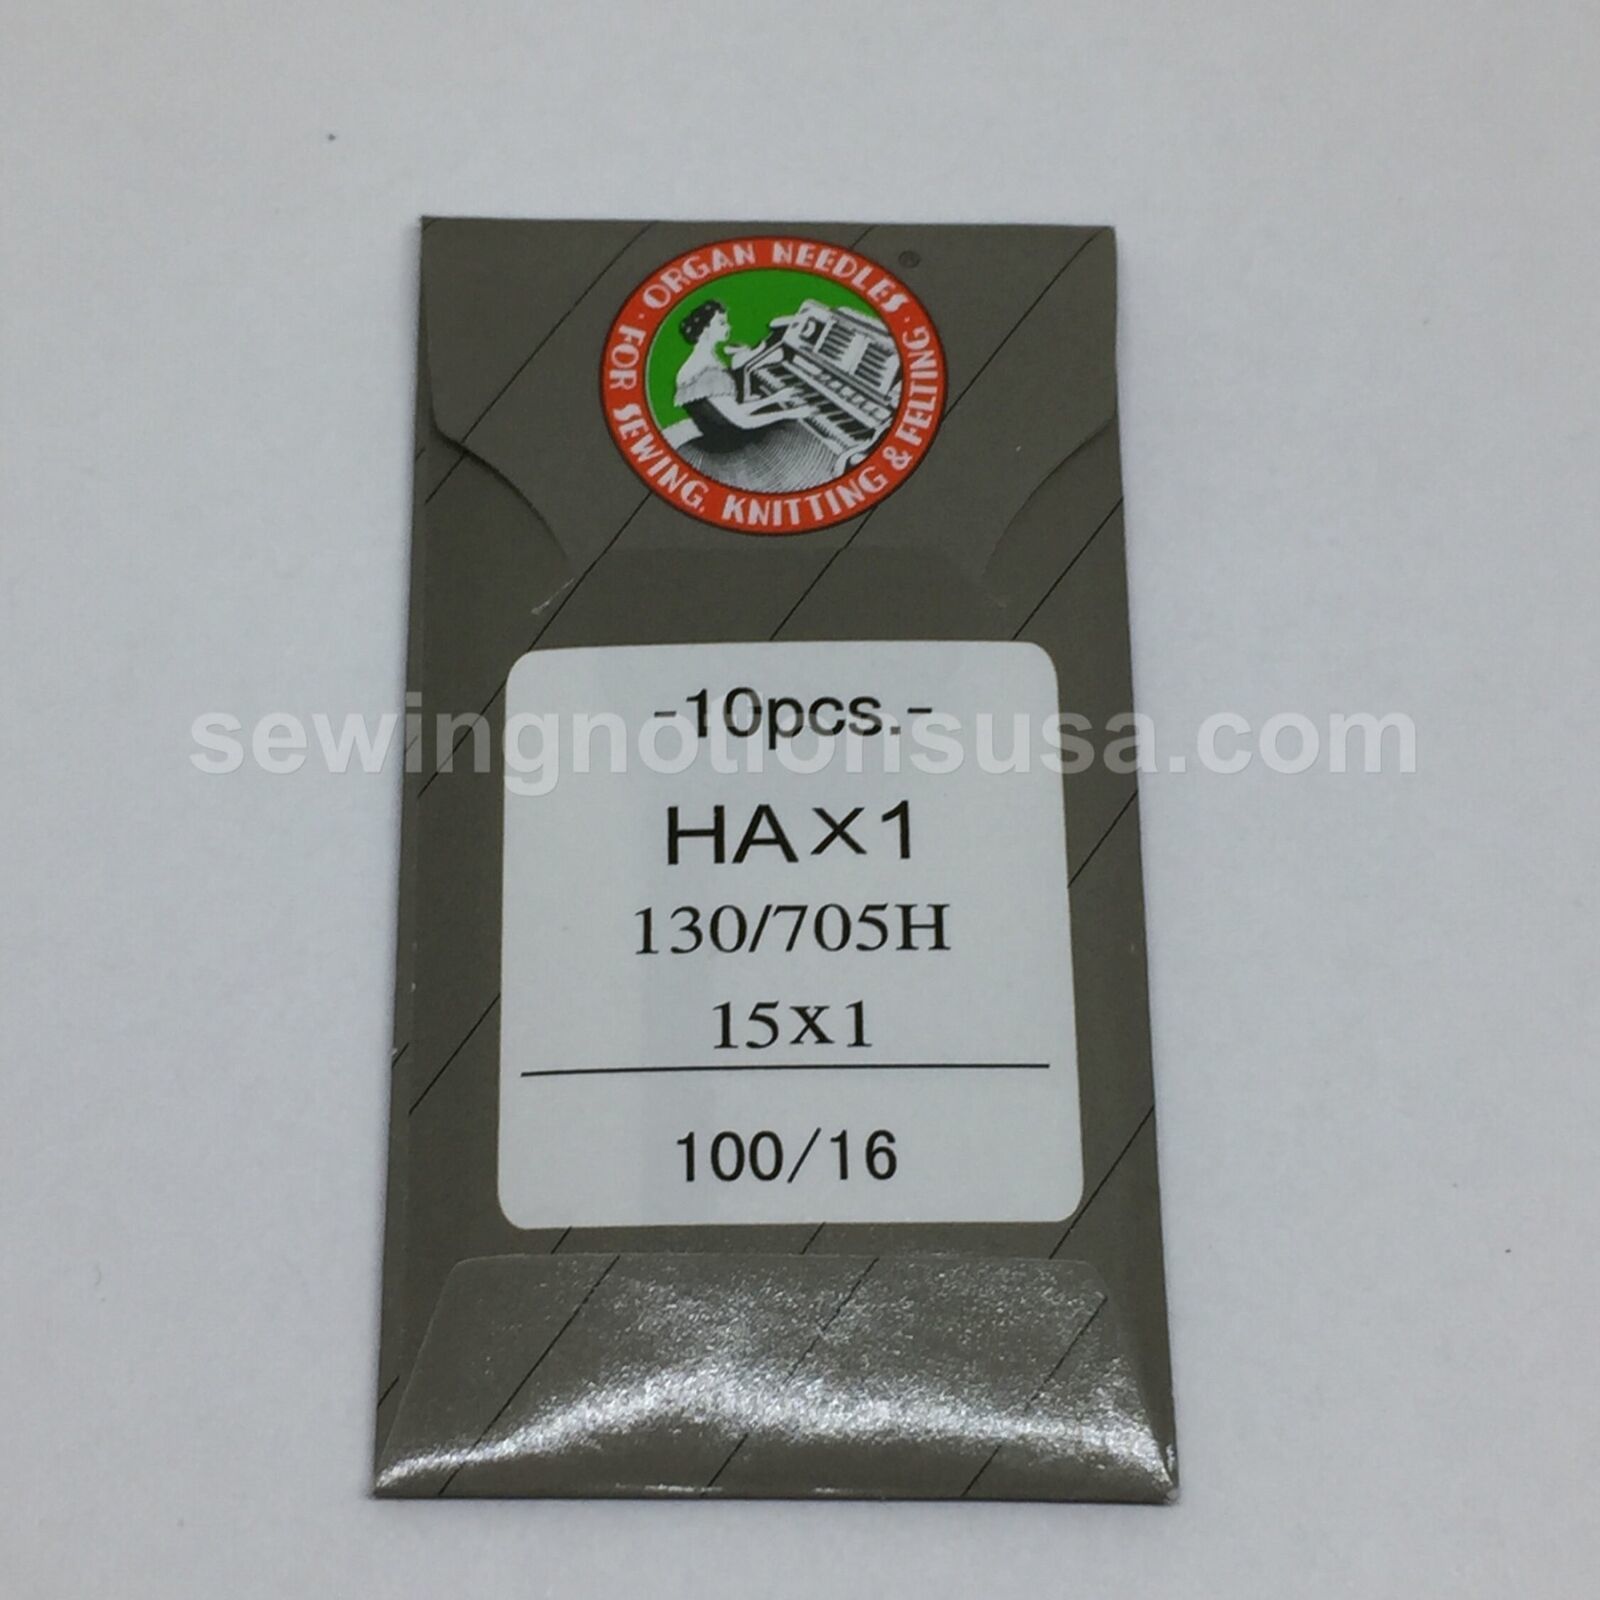 · ORGAN NEEDLES · FOR SEWING, KNITTING & FELTING ®
-10pcs.-
sewingnotionsusa.com
HA×1
130/705H
15x1
100/16